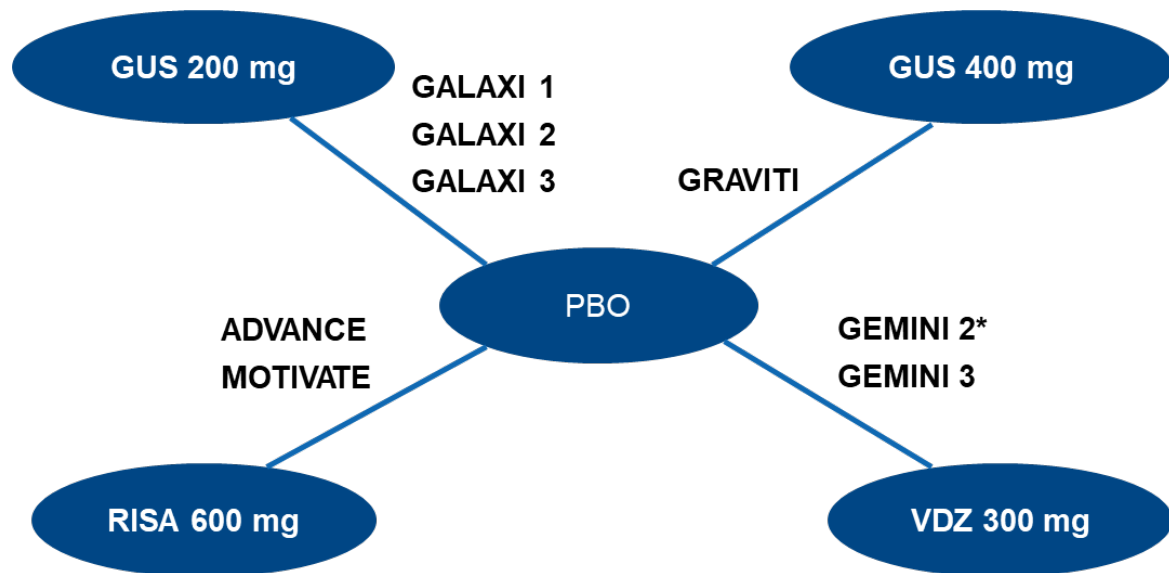 GUS 200 mg
GUS 400 mg
GALAXI 1
GALAXI 2
GALAXI 3
GRAVITI
PBO
ADVANCE
MOTIVATE
GEMINI 2*
GEMINI 3
RISA 600 mg
VDZ 300 mg